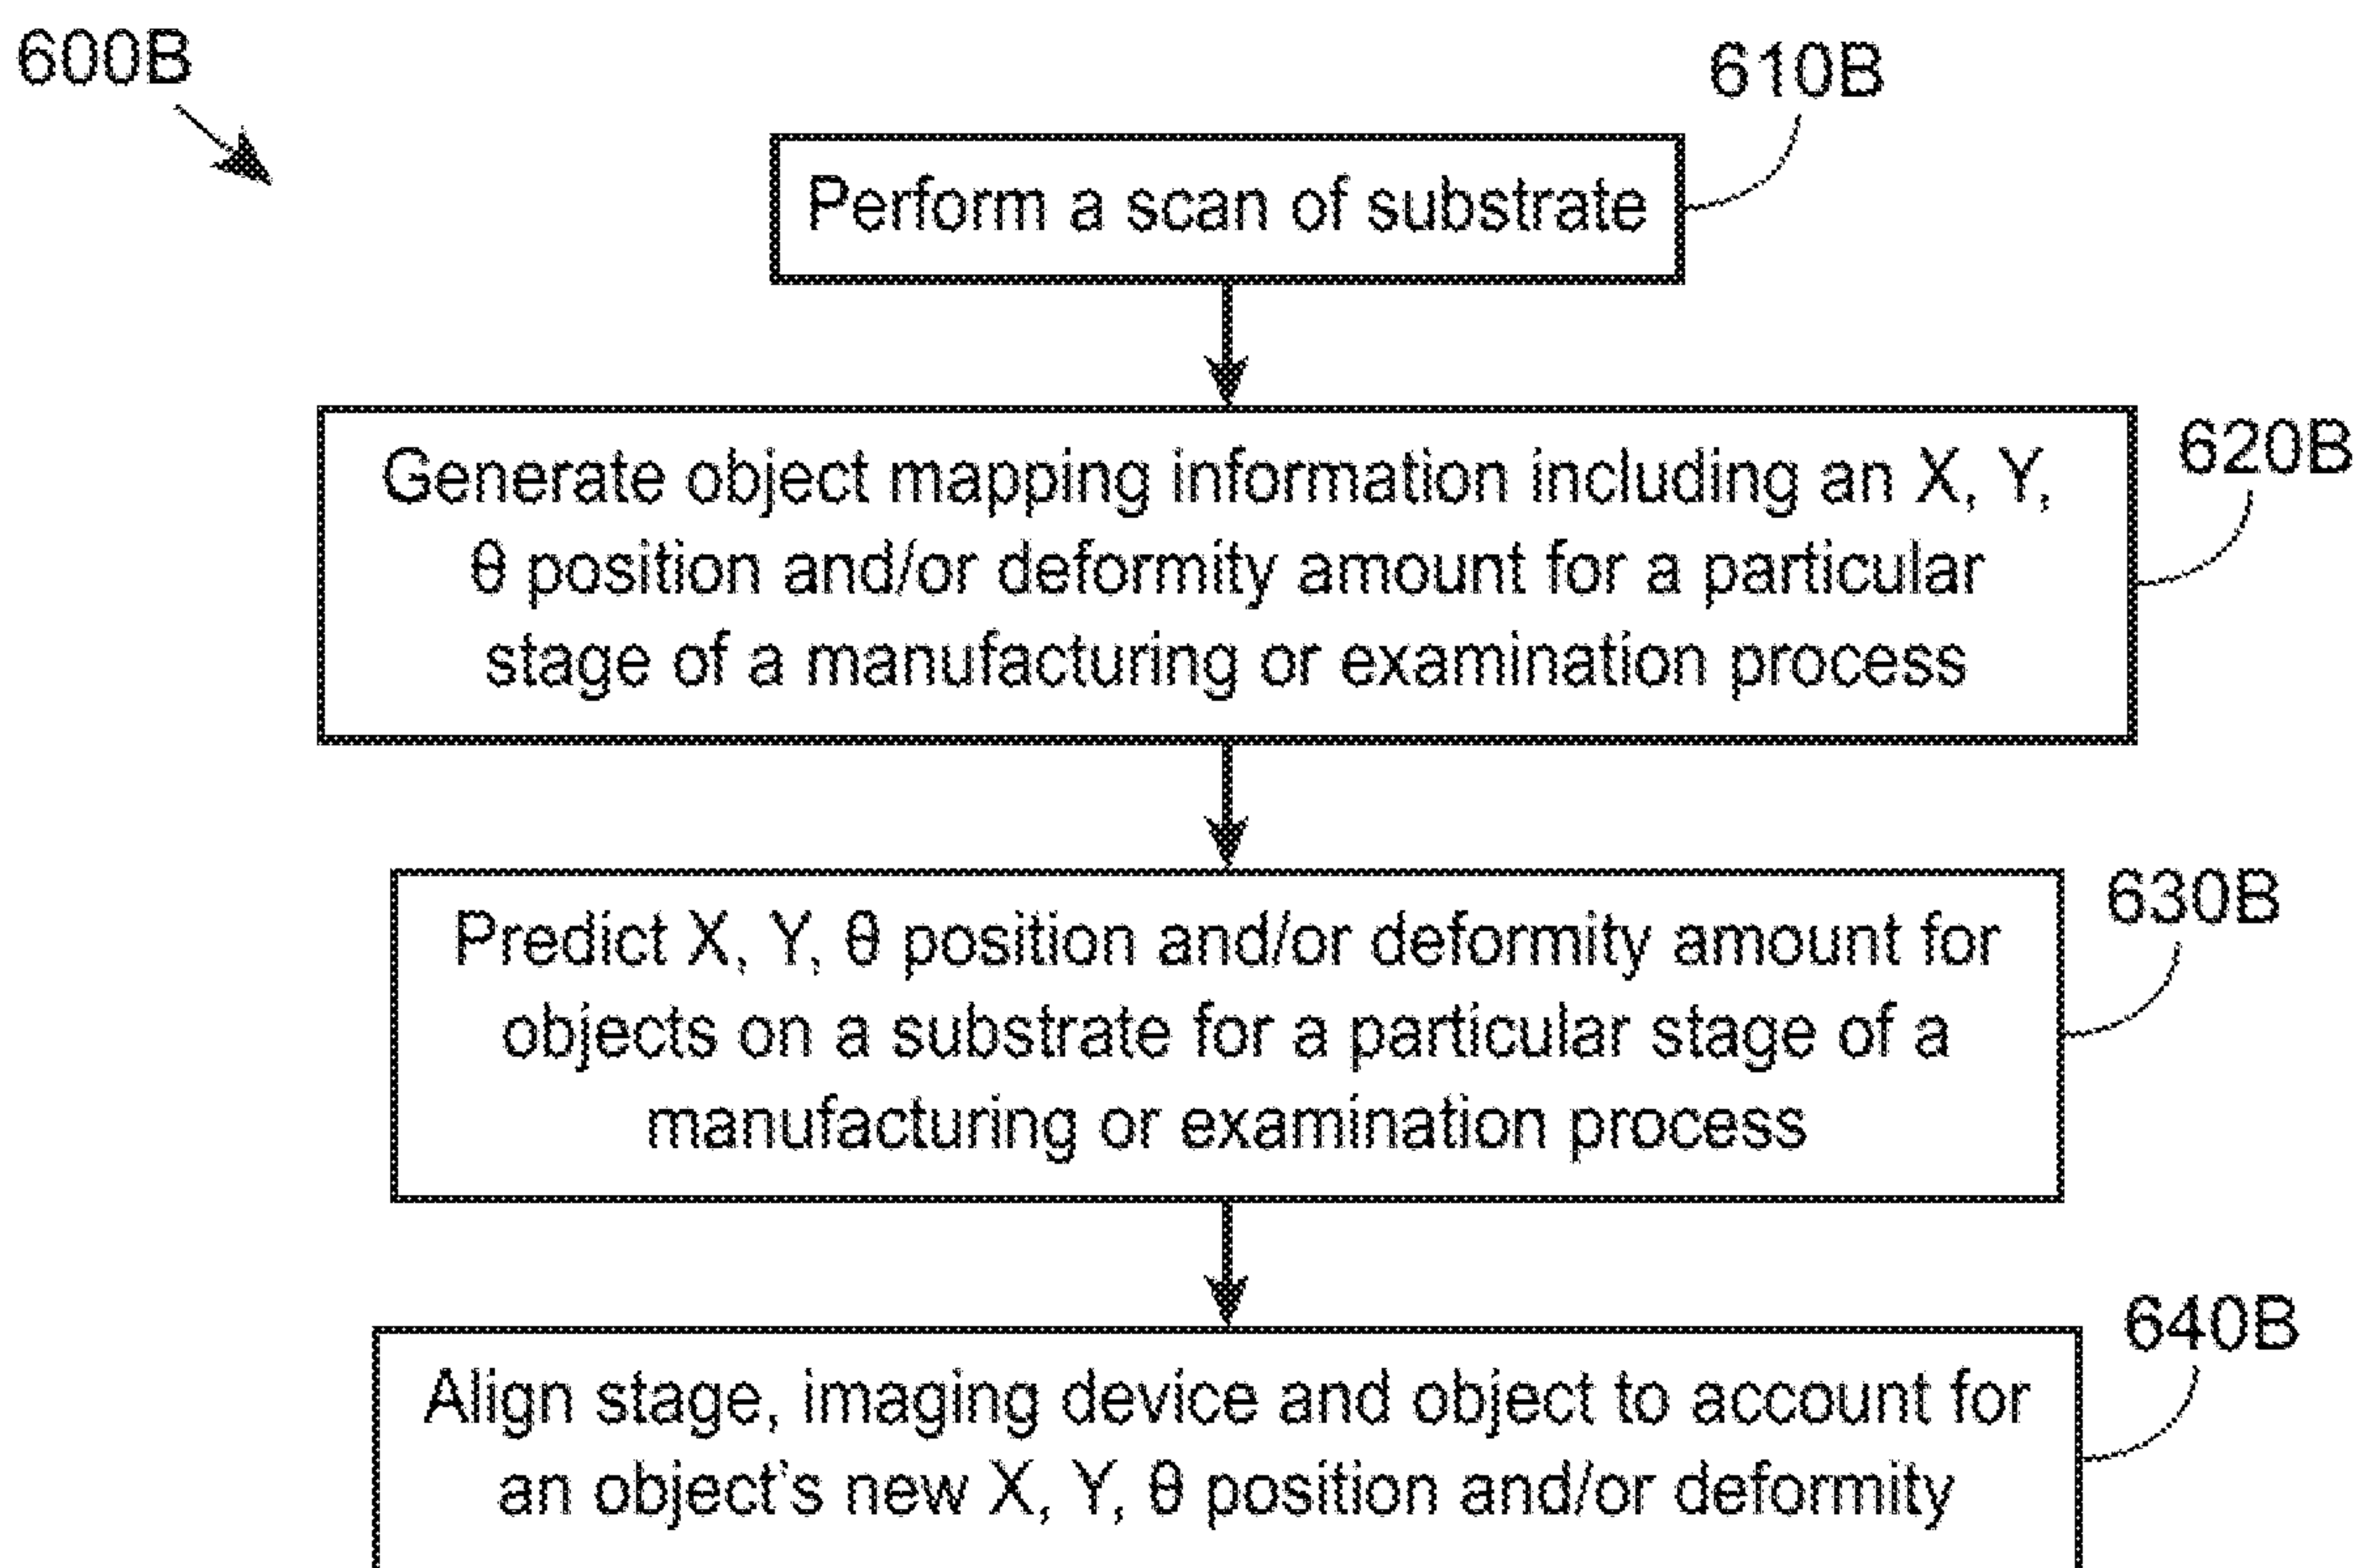 600B
610B
Perform a scan of substrate
Generate object mapping information including an X, Y,
θ position and/or deformity amount for a particular
stage of a manufacturing or examination process
620B
Predict X, Y, θ position and/or deformity amount for
objects on a substrate for a particular stage of a
manufacturing or examination process
630B
Align stage, imaging device and object to account for
an object's new X, Y, θ position and/or deformity
640B